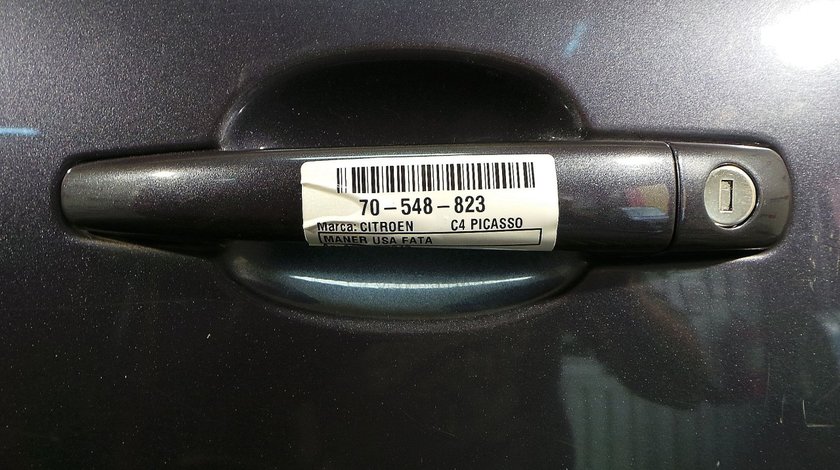 70-548-823
Marca: CITROEN C4 PICASSO
MANER USA FATA